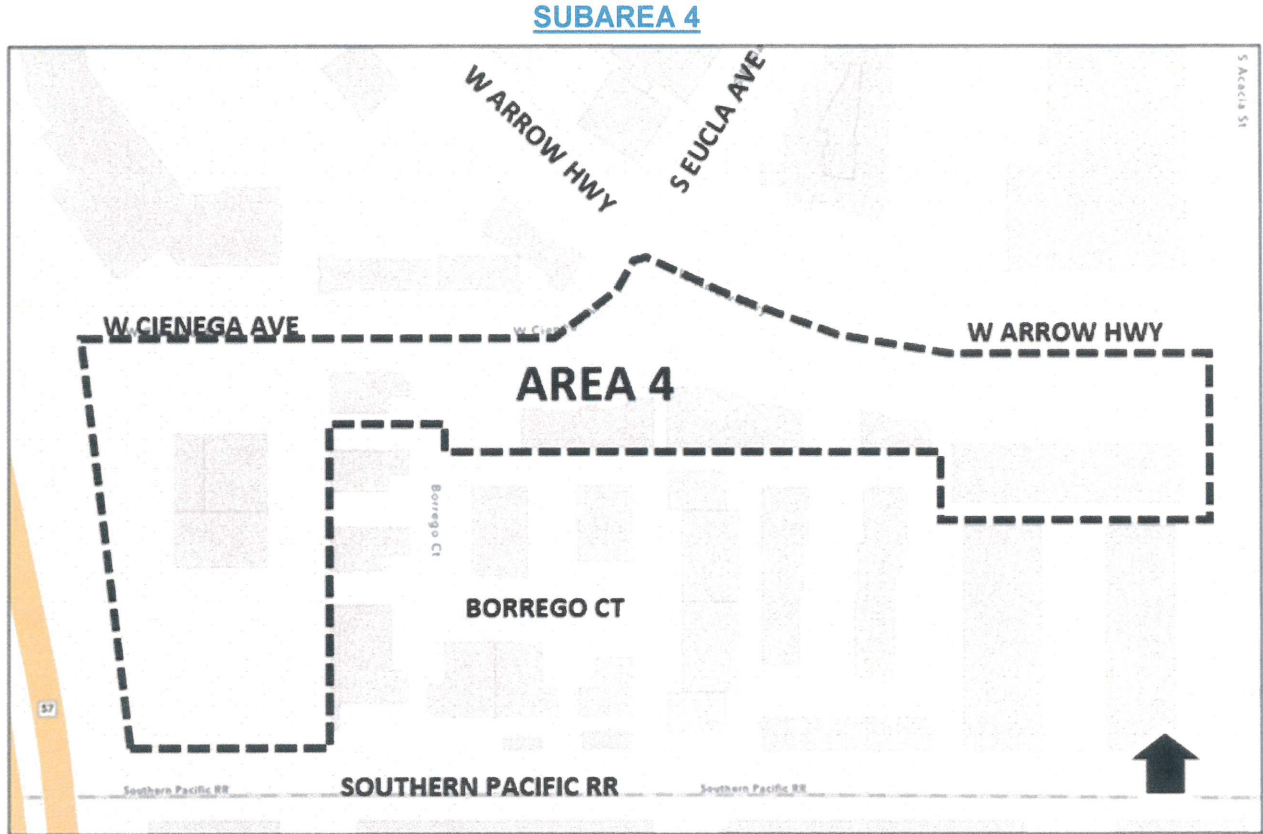 SUBAREA 4
S Acacia St
W ARROW HWY
S EUCLA AVE
W CIENEGA AVE
W Cienega
W ARROW HWY
AREA 4
Borrego Ct
BORREGO CT
57
Southern Pacific RR
SOUTHERN PACIFIC RR
Southern Pacific RR